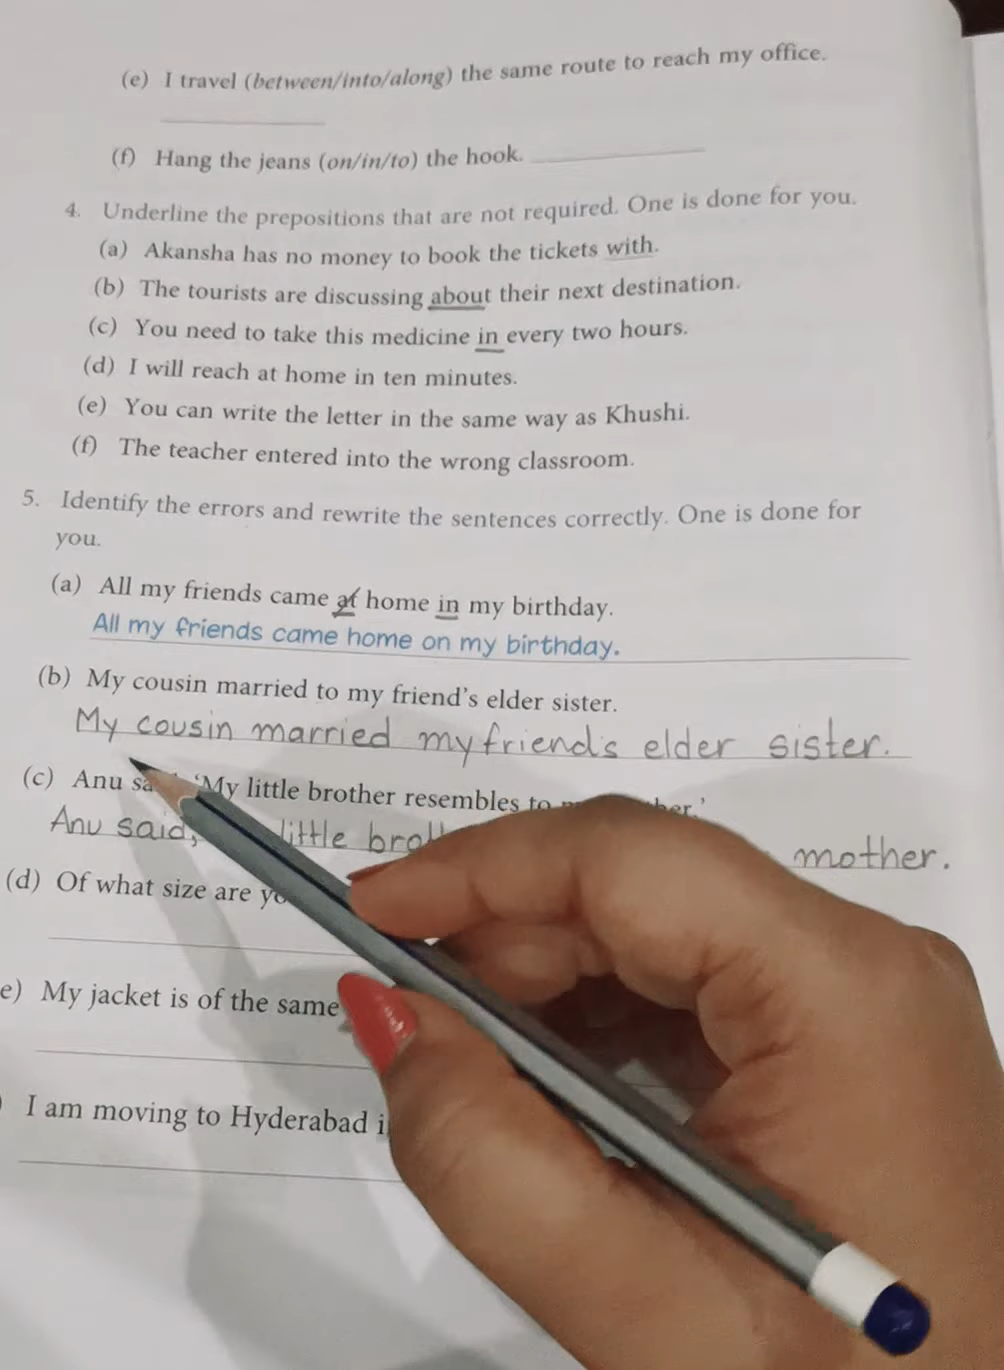 (e) I travel (between/into/along) the same route to reach my office.
(f) Hang the jeans (on/in/to) the hook.
4. Underline the prepositions that are not required. One is done for you.
(a) Akansha has no money to book the tickets with.
(b) The tourists are discussing about their next destination.
(c) You need to take this medicine in every two hours.
(d) I will reach at home in ten minutes.
(e) You can write the letter in the same way as Khushi.
(f) The teacher entered into the wrong classroom.
5. Identify the errors and rewrite the sentences correctly. One is done for
you.
(a) All my friends came at home in my birthday.
All my friends came home on my birthday.
(b) My cousin married to my friend's elder sister.
My cousin married my friend's elder sister.
(c) Anu 'My little brother resembles to
Anu said, little mother.
(d) Of what size are
e) My jacket is of the same
I am moving to Hyderabad